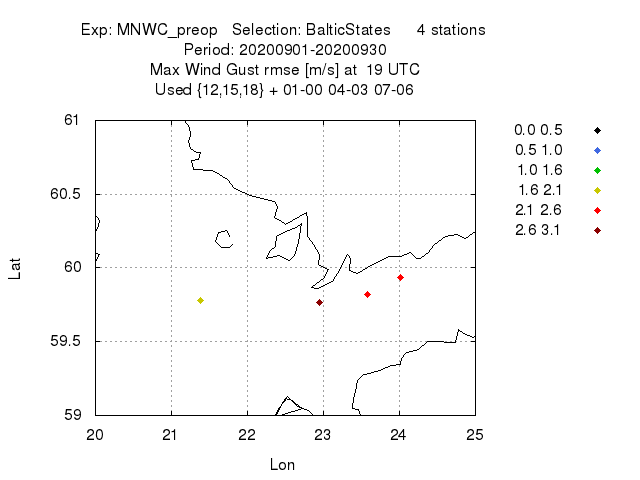 Exp: MNWC_preop Selection: BalticStates 4 stations
Period: 20200901-20200930
Max Wind Gust rmse [m/s] at 19 UTC
Used {12,15,18} + 01-00 04-03 07-06
61
60.5
60
59.5
59
Lat
20 21 22 23 24 25
Lon
0.0 0.5
0.5 1.0
1.0 1.6
1.6 2.1
2.1 2.6
2.6 3.1